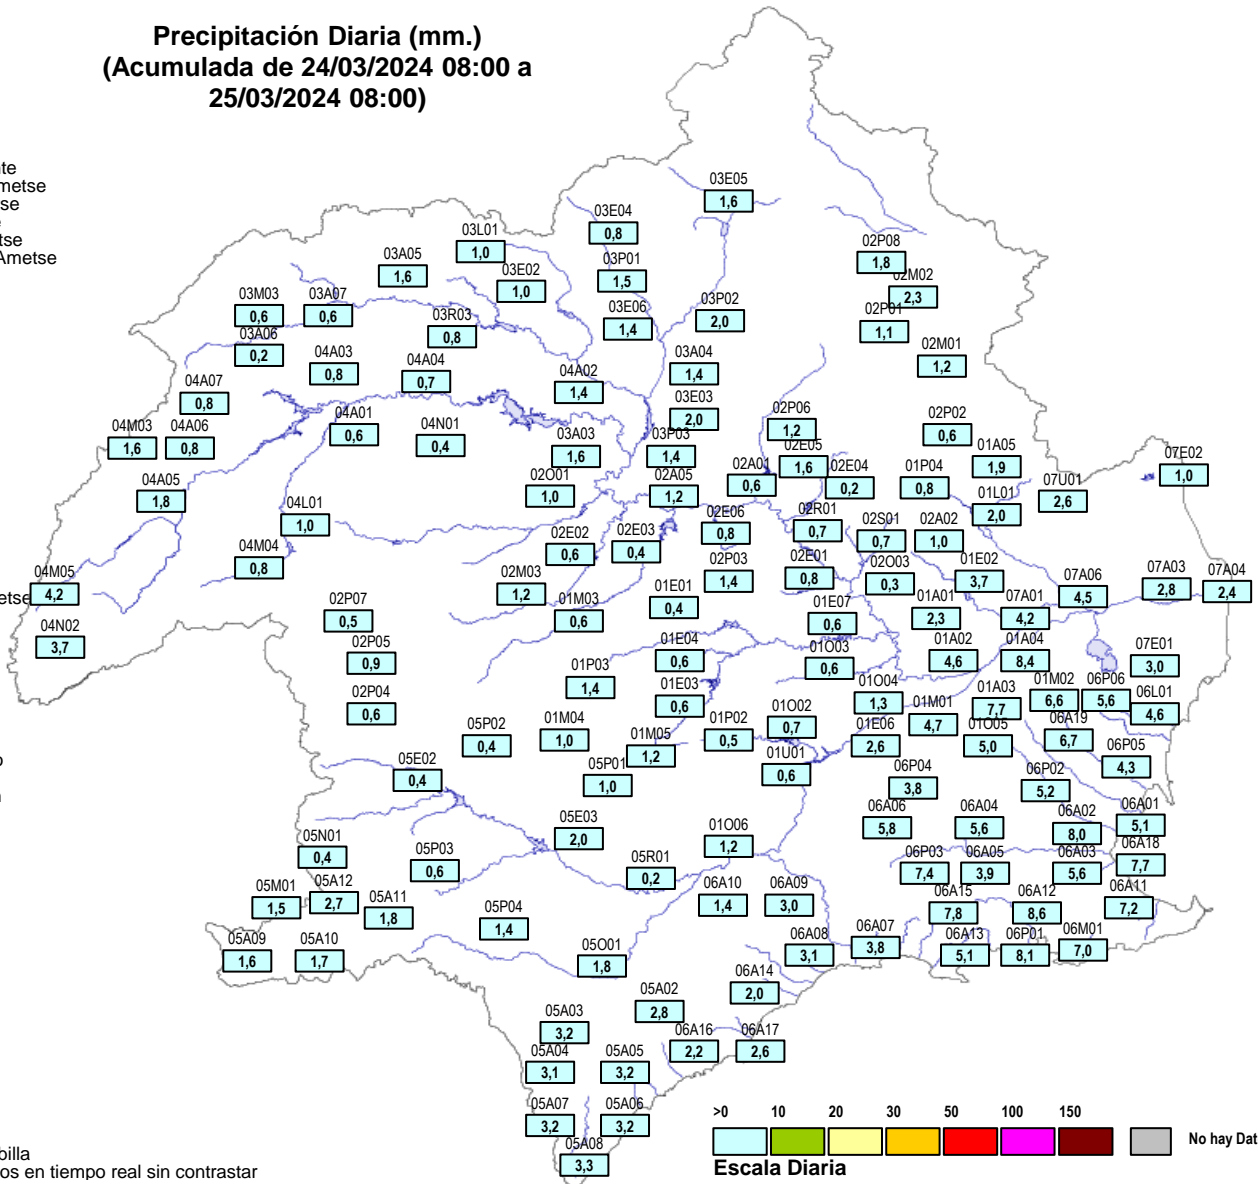 Precipitación Diaria (mm.)
(Acumulada de 24/03/2024 08:00 a
25/03/2024 08:00)
nte
metse
tse
e
tse
Ametse
03E05
1,6
03E04
0,8
03L01
1,0
02P08
1,8
03A05
1,6
03P01
1,5
03E02
1,0
02M02
2,3
03M03
0,6
03A07
0,6
03P02
2,0
03E06
1,4
02P01
1,1
03R03
0,8
03A06
0,2
02M01
1,2
04A03
0,8
03A04
1,4
04A04
0,7
04A02
1,4
04A07
0,8
03E03
2,0
04A01
0,6
02P06
1,2
02P02
0,6
04M03
1,6
04A06
0,8
04N01
0,4
03A03
1,6
03P03
1,4
02E05
1,6
01A05
1,9
07E02
1,0
04A05
1,8
02O01
1,0
02A05
1,2
02A01
0,6
02E04
0,2
01P04
0,8
07U01
2,6
04L01
1,0
01L01
2,0
02E06
0,8
02R01
0,7
02S01
0,7
02A02
1,0
02E02
0,6
02E03
0,4
04M04
0,8
02P03
1,4
02E01
0,8
02O03
0,3
01E02
3,7
04M05
4,2
etse
02M03
1,2
07A06
4,5
07A03
2,8
07A04
2,4
02P07
0,5
01M03
0,6
01E01
0,4
01E07
0,6
01A01
2,3
07A01
4,2
04N02
3,7
02P05
0,9
01E04
0,6
01O03
0,6
01A02
4,6
01A04
8,4
07E01
3,0
01P03
1,4
01E03
0,6
01O04
1,3
01A03
7,7
01M02
6,6
06P06
5,6
06L01
4,6
02P04
0,6
01M01
4,7
05P02
0,4
01M04
1,0
01P02
0,5
01O02
0,7
01E06
2,6
01O05
5,0
06A19
6,7
01M05
1,2
06P05
4,3
05E02
0,4
05P01
1,0
01U01
0,6
06P04
3,8
06P02
5,2
05E03
2,0
06A06
5,8
06A04
5,6
06A02
8,0
06A01
5,1
05N01
0,4
01O06
1,2
05P03
0,6
05R01
0,2
06P03
7,4
06A05
3,9
06A03
5,6
06A18
7,7
05M01
1,5
05A12
2,7
05A11
1,8
06A10
1,4
06A09
3,0
06A15
7,8
06A12
8,6
06A11
7,2
05P04
1,4
05A09
1,6
05A10
1,7
05O01
1,8
06A08
3,1
06A07
3,8
06A13
5,1
06P01
8,1
06M01
7,0
06A14
2,0
05A02
2,8
05A03
3,2
06A16
2,2
06A17
2,6
05A04
3,1
05A05
3,2
05A07
3,2
05A06
3,2
05A08
3,3
>0 10 20 30 50 100 150
No hay Dat
Escala Diaria
billa
os en tiempo real sin contrastar